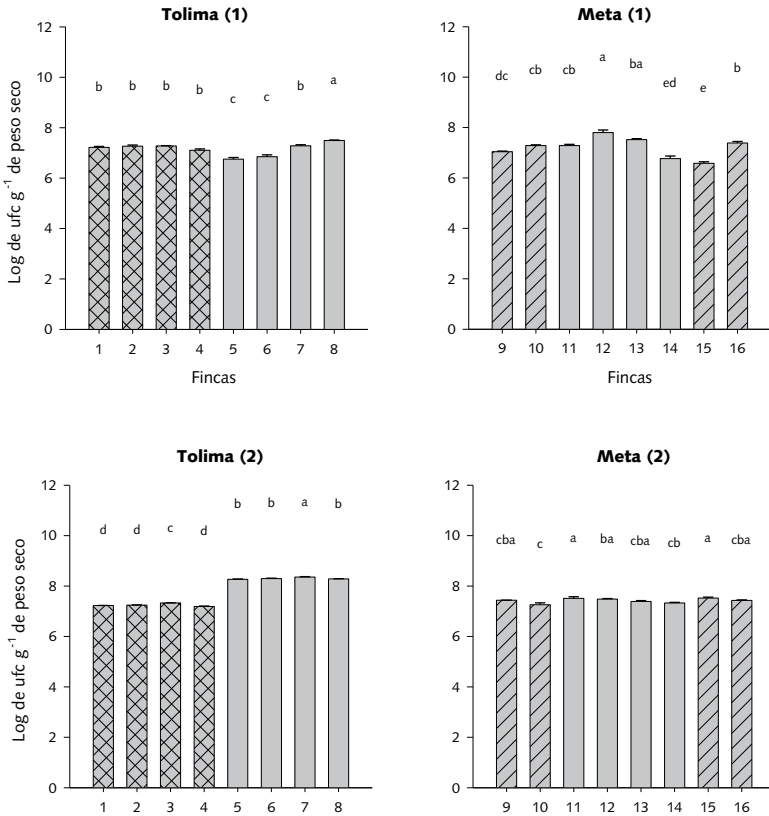 Tolima (1)
12
10
8
6
4
2
0
Log de ufc g-1 de peso seco
b b b b c c b a
1 2 3 4 5 6 7 8
Fincas
Meta (1)
12
10
8
6
4
2
0
dc cb cb a ba ed e b
9 10 11 12 13 14 15 16
Fincas
Tolima (2)
12
10
8
6
4
2
0
Log de ufc g-1 de peso seco
d d c d b b a b
1 2 3 4 5 6 7 8
Meta (2)
12
10
8
6
4
2
0
cba c a ba cba cb a cba
9 10 11 12 13 14 15 16